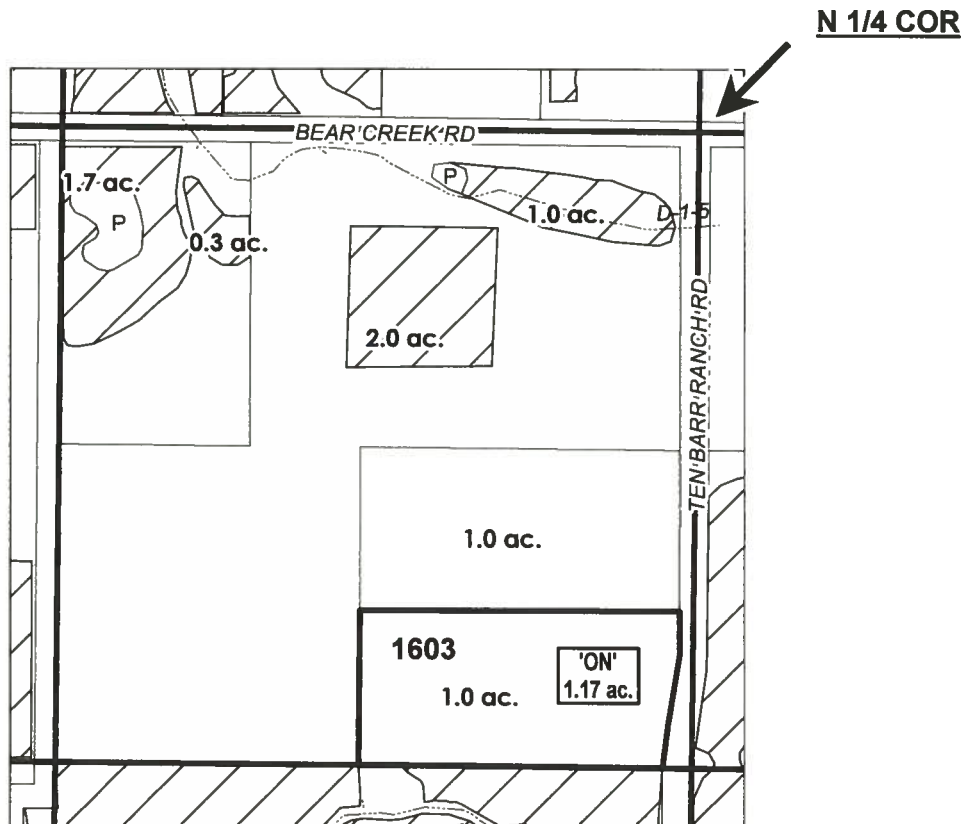 N 1/4 COR
BEAR CREEK RD
1.7 ac.
P
P
1.0 ac.
D-1-5
0.3 ac.
2.0 ac.
TEN BARR RANCH RD
1.0 ac.
1603
'ON'
1.17 ac.
1.0 ac.